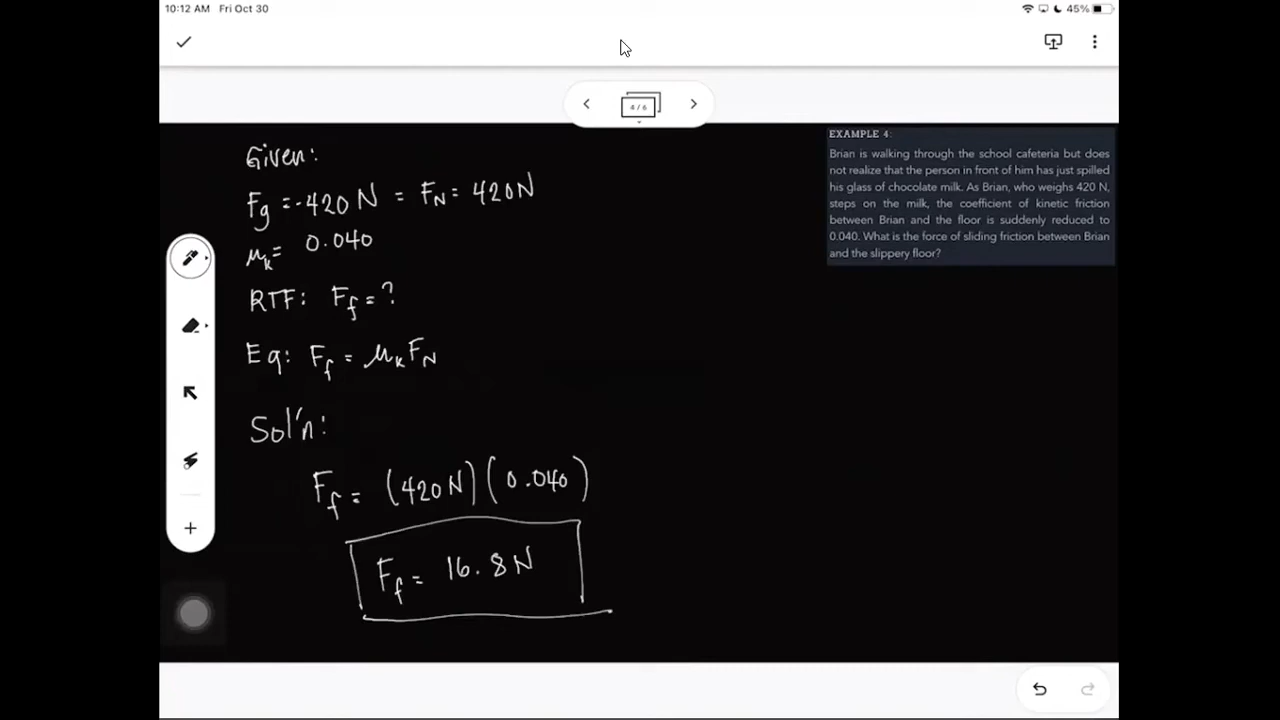 10:12 AM Fri Oct 30
45%
4 / 6
Given:
Fg = -420 N = FN = 420N
μk = 0.040
RTF: Ff = ?
Eq: Ff = μk FN
Sol'n:
Ff = (420N)(0.040)
Ff = 16.8 N
EXAMPLE 4:
Brian is walking through the school cafeteria but does
not realize that the person in front of him has just spilled
his glass of chocolate milk. As Brian, who weighs 420 N,
steps on the milk, the coefficient of kinetic friction
between Brian and the floor is suddenly reduced to
0.040. What is the force of sliding friction between Brian
and the slippery floor?